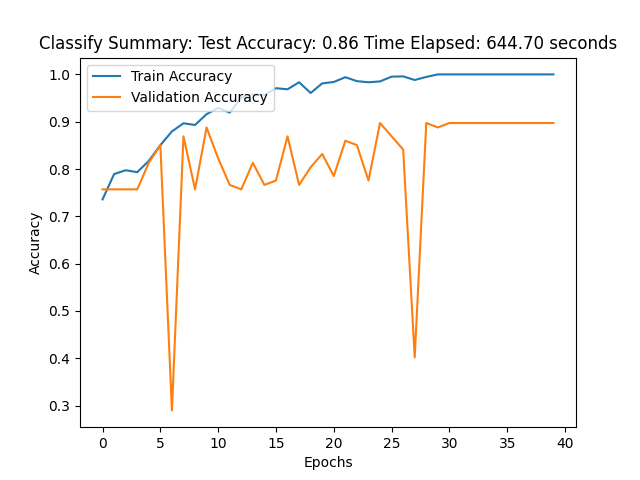 Classify Summary: Test Accuracy: 0.86 Time Elapsed: 644.70 seconds
Train Accuracy
Validation Accuracy
1.0
0.9
0.8
0.7
0.6
0.5
0.4
0.3
Accuracy
0 5 10 15 20 25 30 35 40
Epochs